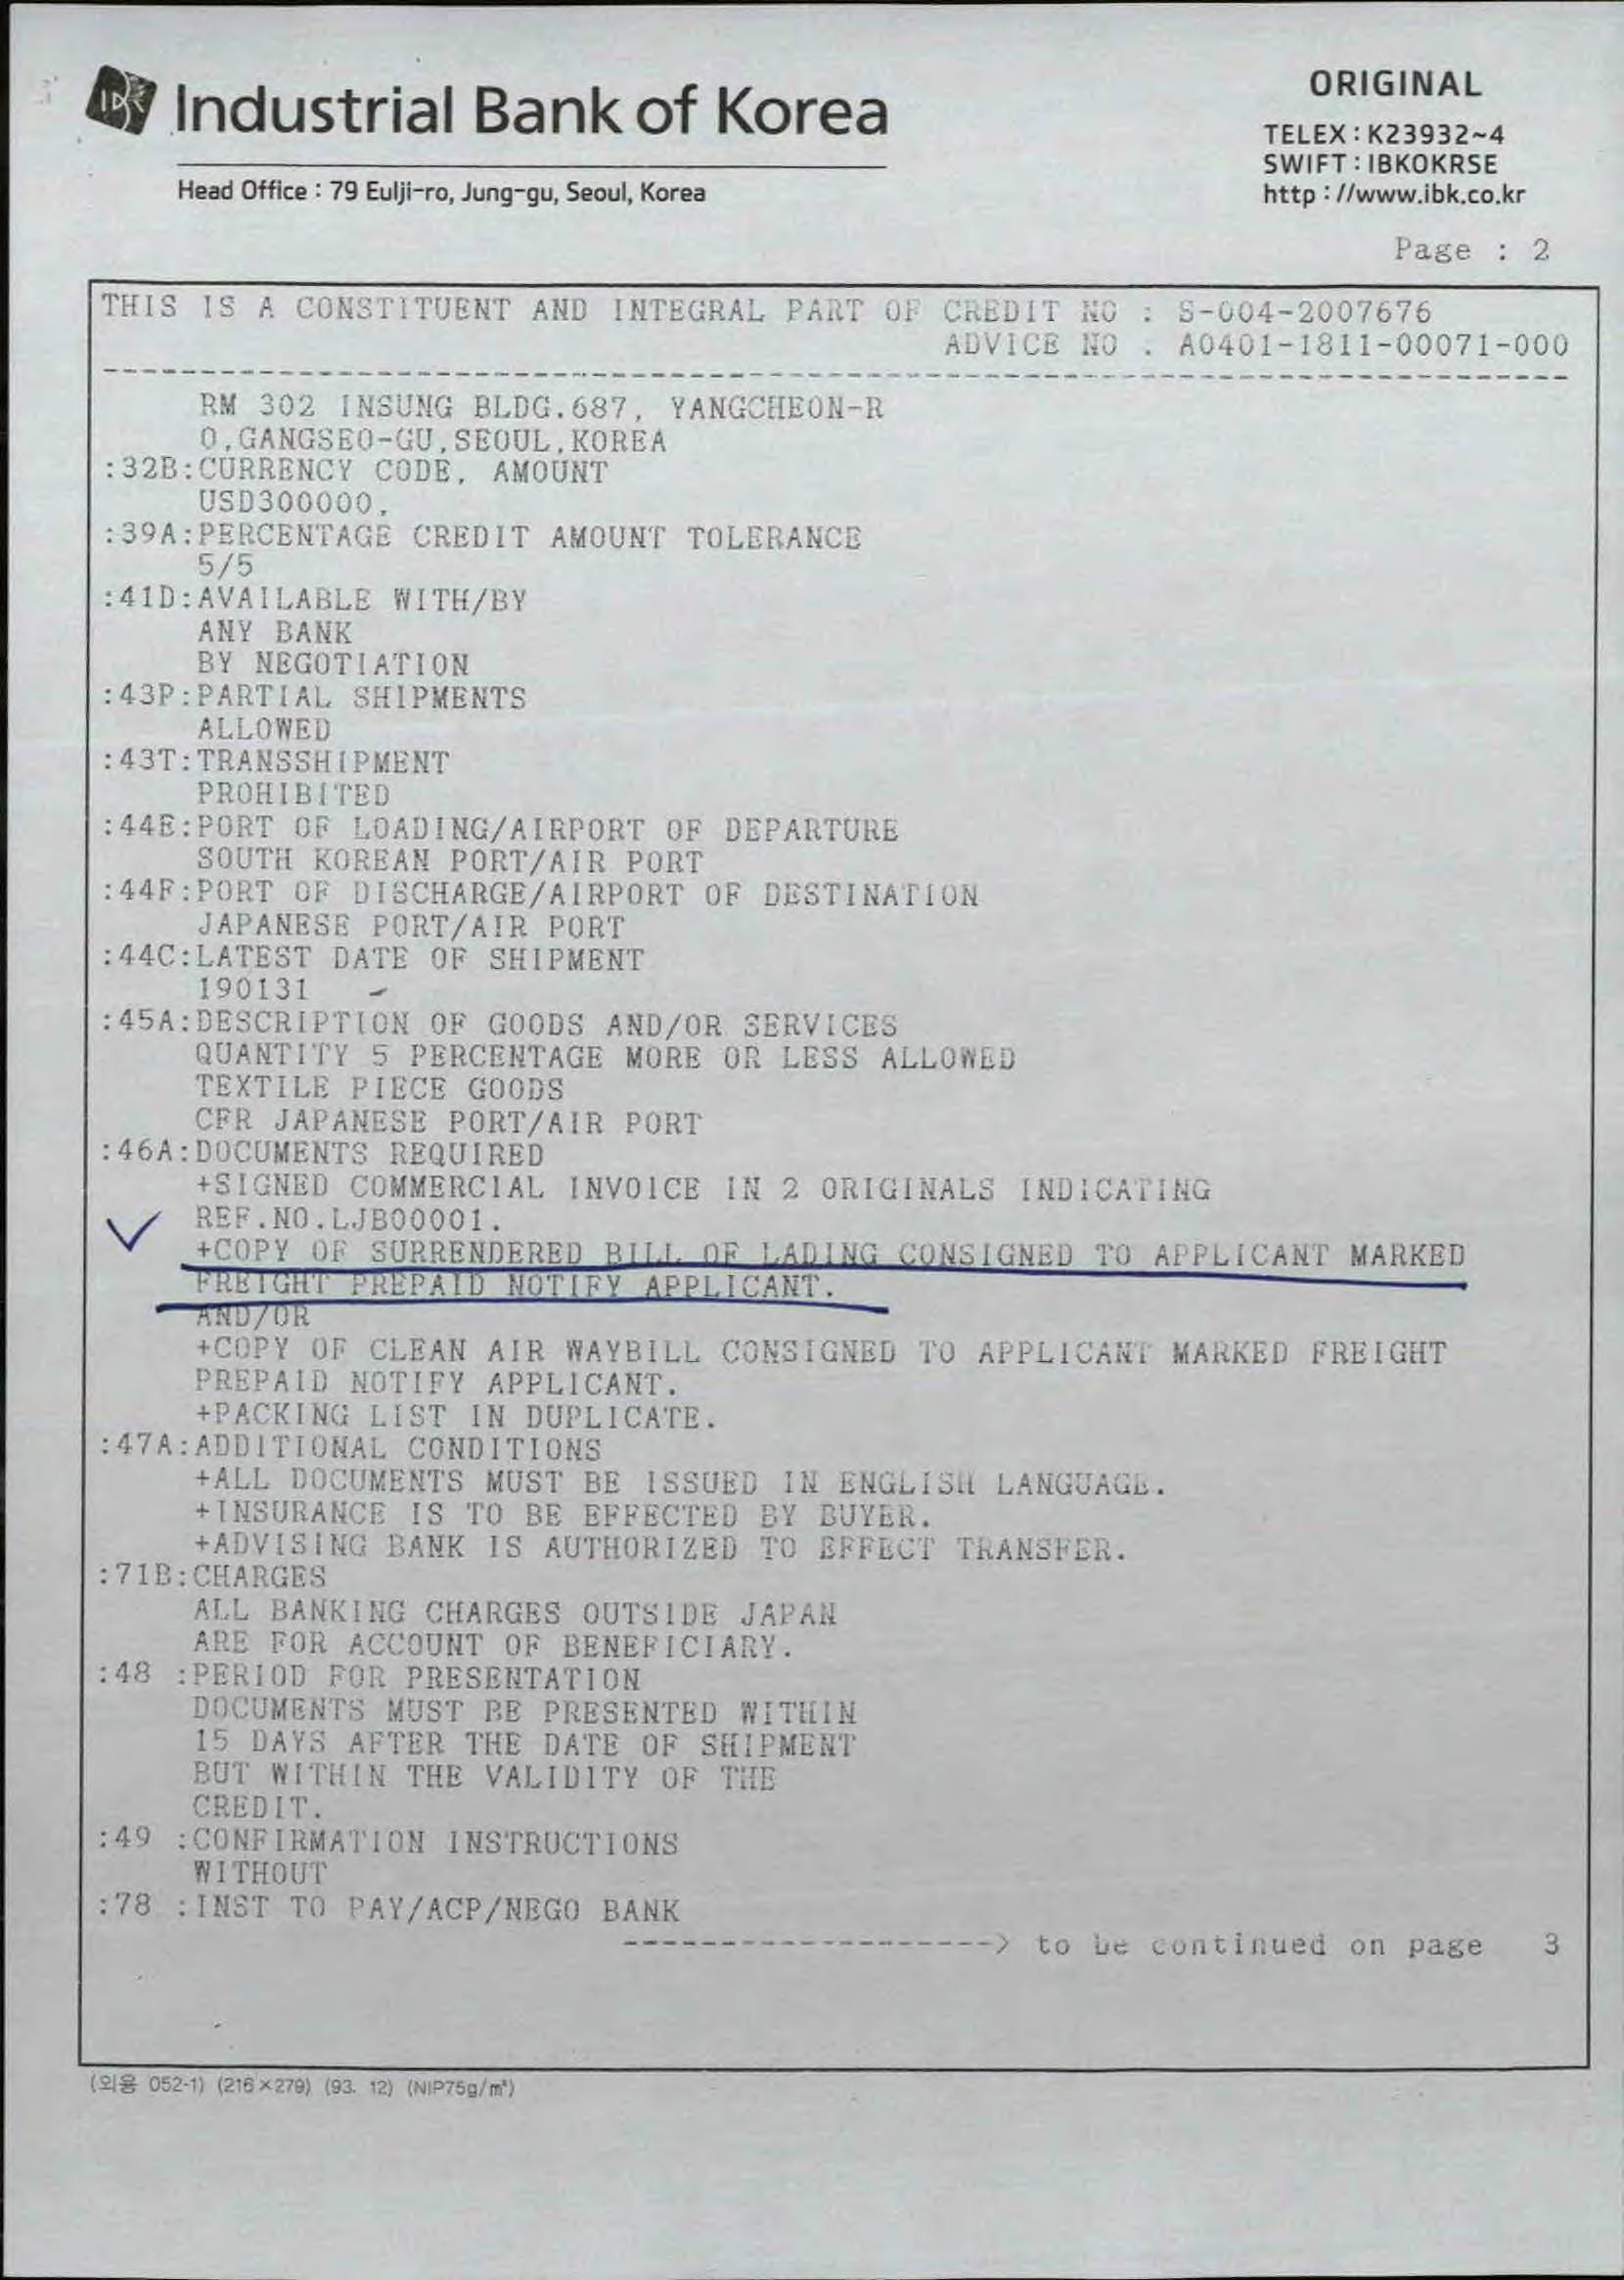 IBK Industrial Bank of Korea
ORIGINAL
TELEX : K23932~4
SWIFT : IBKOKRSE
http : //www.ibk.co.kr
Head Office : 79 Eulji-ro, Jung-gu, Seoul, Korea
Page : 2
THIS IS A CONSTITUENT AND INTEGRAL PART OF CREDIT NO : S-004-2007676
ADVICE NO : A0401-1811-00071-000
RM 302 INSUNG BLDG.687, YANGCHEON-R
O,GANGSEO-GU,SEOUL,KOREA
:32B:CURRENCY CODE, AMOUNT
USD300000,
:39A:PERCENTAGE CREDIT AMOUNT TOLERANCE
5/5
:41D:AVAILABLE WITH/BY
ANY BANK
BY NEGOTIATION
:43P:PARTIAL SHIPMENTS
ALLOWED
:43T:TRANSSHIPMENT
PROHIBITED
:44E:PORT OF LOADING/AIRPORT OF DEPARTURE
SOUTH KOREAN PORT/AIR PORT
:44F:PORT OF DISCHARGE/AIRPORT OF DESTINATION
JAPANESE PORT/AIR PORT
:44C:LATEST DATE OF SHIPMENT
190131
:45A:DESCRIPTION OF GOODS AND/OR SERVICES
QUANTITY 5 PERCENTAGE MORE OR LESS ALLOWED
TEXTILE PIECE GOODS
CFR JAPANESE PORT/AIR PORT
:46A:DOCUMENTS REQUIRED
+SIGNED COMMERCIAL INVOICE IN 2 ORIGINALS INDICATING
REF.NO.LJB00001.
+COPY OF SURRENDERED BILL OF LADING CONSIGNED TO APPLICANT MARKED
FREIGHT PREPAID NOTIFY APPLICANT.
AND/OR
+COPY OF CLEAN AIR WAYBILL CONSIGNED TO APPLICANT MARKED FREIGHT
PREPAID NOTIFY APPLICANT.
+PACKING LIST IN DUPLICATE.
:47A:ADDITIONAL CONDITIONS
+ALL DOCUMENTS MUST BE ISSUED IN ENGLISH LANGUAGE.
+INSURANCE IS TO BE EFFECTED BY BUYER.
+ADVISING BANK IS AUTHORIZED TO EFFECT TRANSFER.
:71B:CHARGES
ALL BANKING CHARGES OUTSIDE JAPAN
ARE FOR ACCOUNT OF BENEFICIARY.
:48 :PERIOD FOR PRESENTATION
DOCUMENTS MUST BE PRESENTED WITHIN
15 DAYS AFTER THE DATE OF SHIPMENT
BUT WITHIN THE VALIDITY OF THE
CREDIT.
:49 :CONFIRMATION INSTRUCTIONS
WITHOUT
:78 :INST TO PAY/ACP/NEGO BANK
-------------------> to be continued on page 3
(외용 052-1) (216×279) (93. 12) (NIP75g/m²)